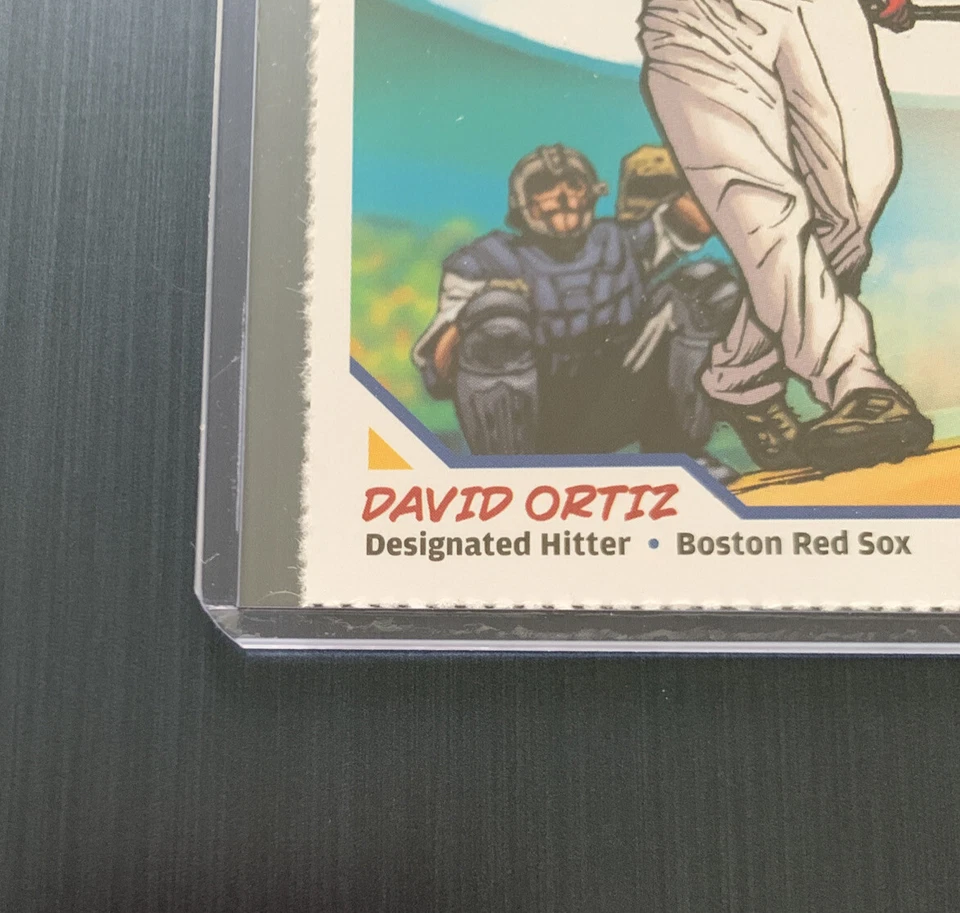 DAVID ORTIZ
Designated Hitter • Boston Red Sox